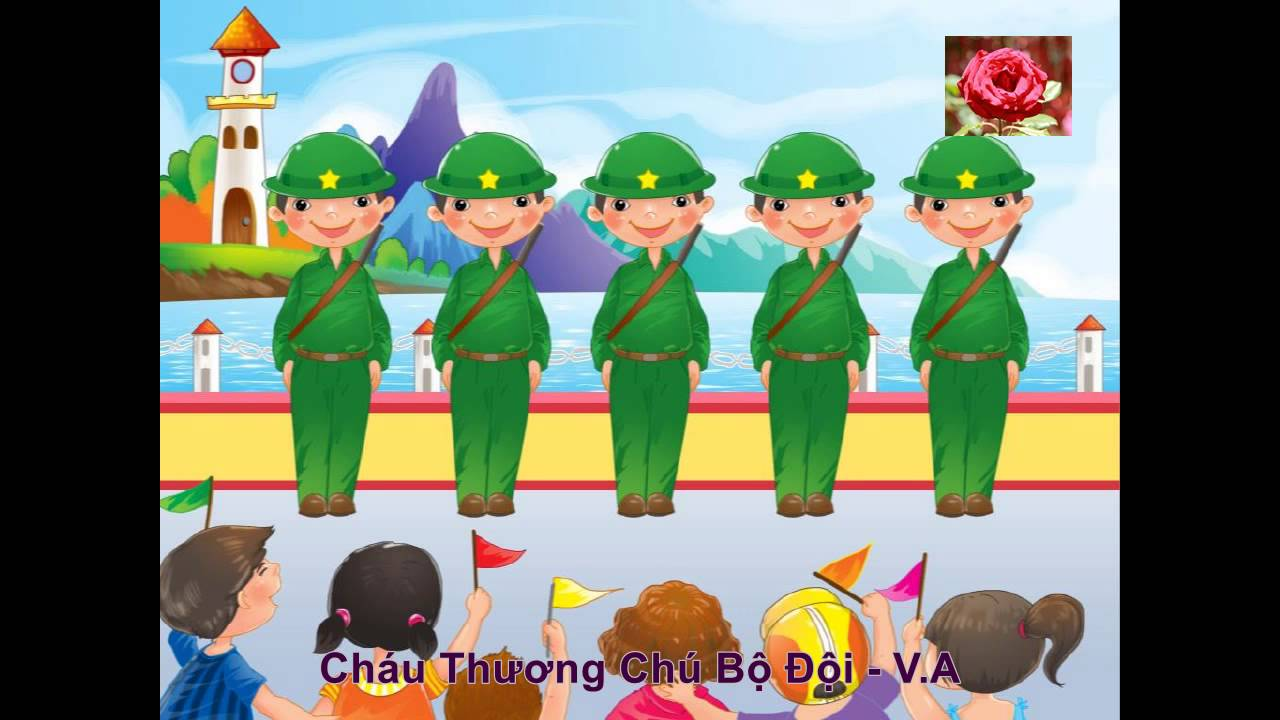 Cháu Thương Chú Bộ Đội - V.A